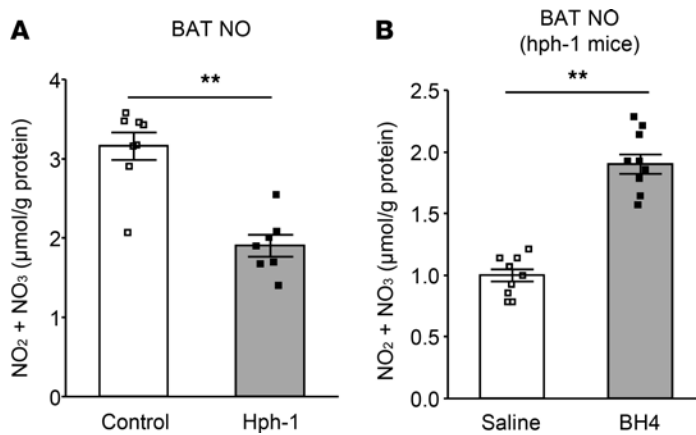 A
BAT NO
**
NO₂ + NO₃ (μmol/g protein)
4
3
2
1
0
Control Hph-1
B
BAT NO
(hph-1 mice)
**
NO₂ + NO₃ (μmol/g protein)
2.5
2.0
1.5
1.0
0.5
0.0
Saline BH4